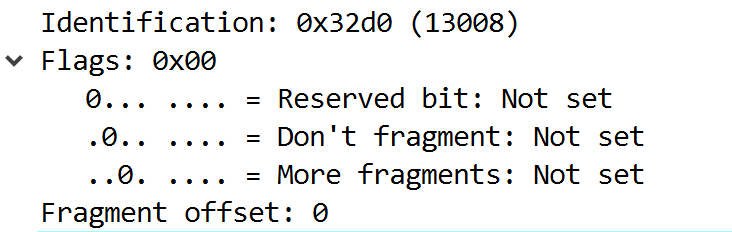 Identification: 0x32d0 (13008)
Flags: 0x00
0... .... = Reserved bit: Not set
.0.. .... = Don't fragment: Not set
..0. .... = More fragments: Not set
Fragment offset: 0